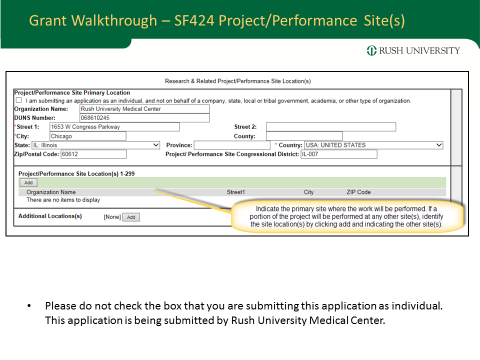 Grant Walkthrough – SF424 Project/Performance Site(s)
RUSH UNIVERSITY
Research & Related Project/Performance Site Location(s)
Project/Performance Site Primary Location
I am submitting an application as an individual, and not on behalf of a company, state, local or tribal government, academia, or other type of organization.
Organization Name: Rush University Medical Center
DUNS Number: 068610245
*Street 1: 1653 W Congress Parkway Street 2:
*City: Chicago County:
State: IL: Illinois Province: * Country: USA: UNITED STATES
Zip/Postal Code: 60612 Project/ Performance Site Congressional District: IL-007
Project/Performance Site Location(s) 1-299
Add
Organization Name Street1 City ZIP Code
There are no items to display
Additional Locations(s) [None] Add
Indicate the primary site where the work will be performed. If a
portion of the project will be performed at any other site(s), identify
the site location(s) by clicking add and indicating the other site(s)
• Please do not check the box that you are submitting this application as individual.
This application is being submitted by Rush University Medical Center.